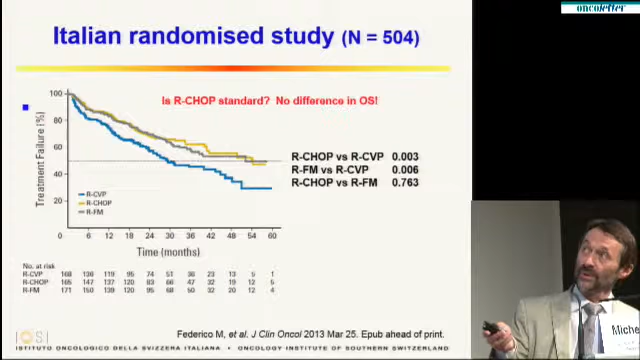 oncoletter
Italian randomised study (N = 504)
Is R-CHOP standard? No difference in OS!
Treatment Failure (%)
100
80
60
40
20
0 6 12 18 24 30 36 42 48 54 60
Time (months)
R-CVP
R-CHOP
R-FM
R-CHOP vs R-CVP 0.003
R-FM vs R-CVP 0.006
R-CHOP vs R-FM 0.763
No. at risk
R-CVP 168 136 119 95 74 51 36 23 13 5 1
R-CHOP 165 147 137 120 83 66 47 32 19 12 5
R-FM 171 150 139 120 95 68 50 32 20 12 4
Federico M, et al. J Clin Oncol 2013 Mar 25. Epub ahead of print.
IOSI
ISTITUTO ONCOLOGICO DELLA SVIZZERA ITALIANA • ONCOLOGY INSTITUTE OF SOUTHERN SWITZERLAND
Miche